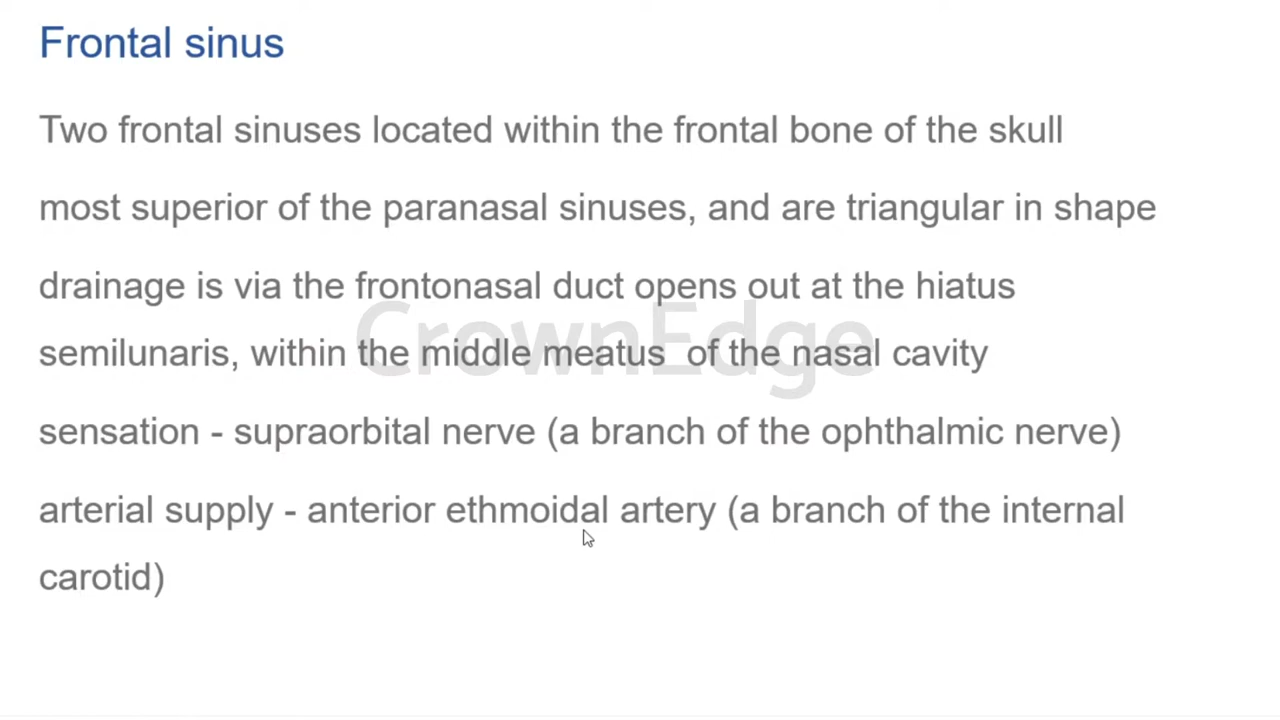 Frontal sinus
Two frontal sinuses located within the frontal bone of the skull
most superior of the paranasal sinuses, and are triangular in shape
drainage is via the frontonasal duct opens out at the hiatus
semilunaris, within the middle meatus of the nasal cavity
CrownEdge
sensation - supraorbital nerve (a branch of the ophthalmic nerve)
arterial supply - anterior ethmoidal artery (a branch of the internal
carotid)